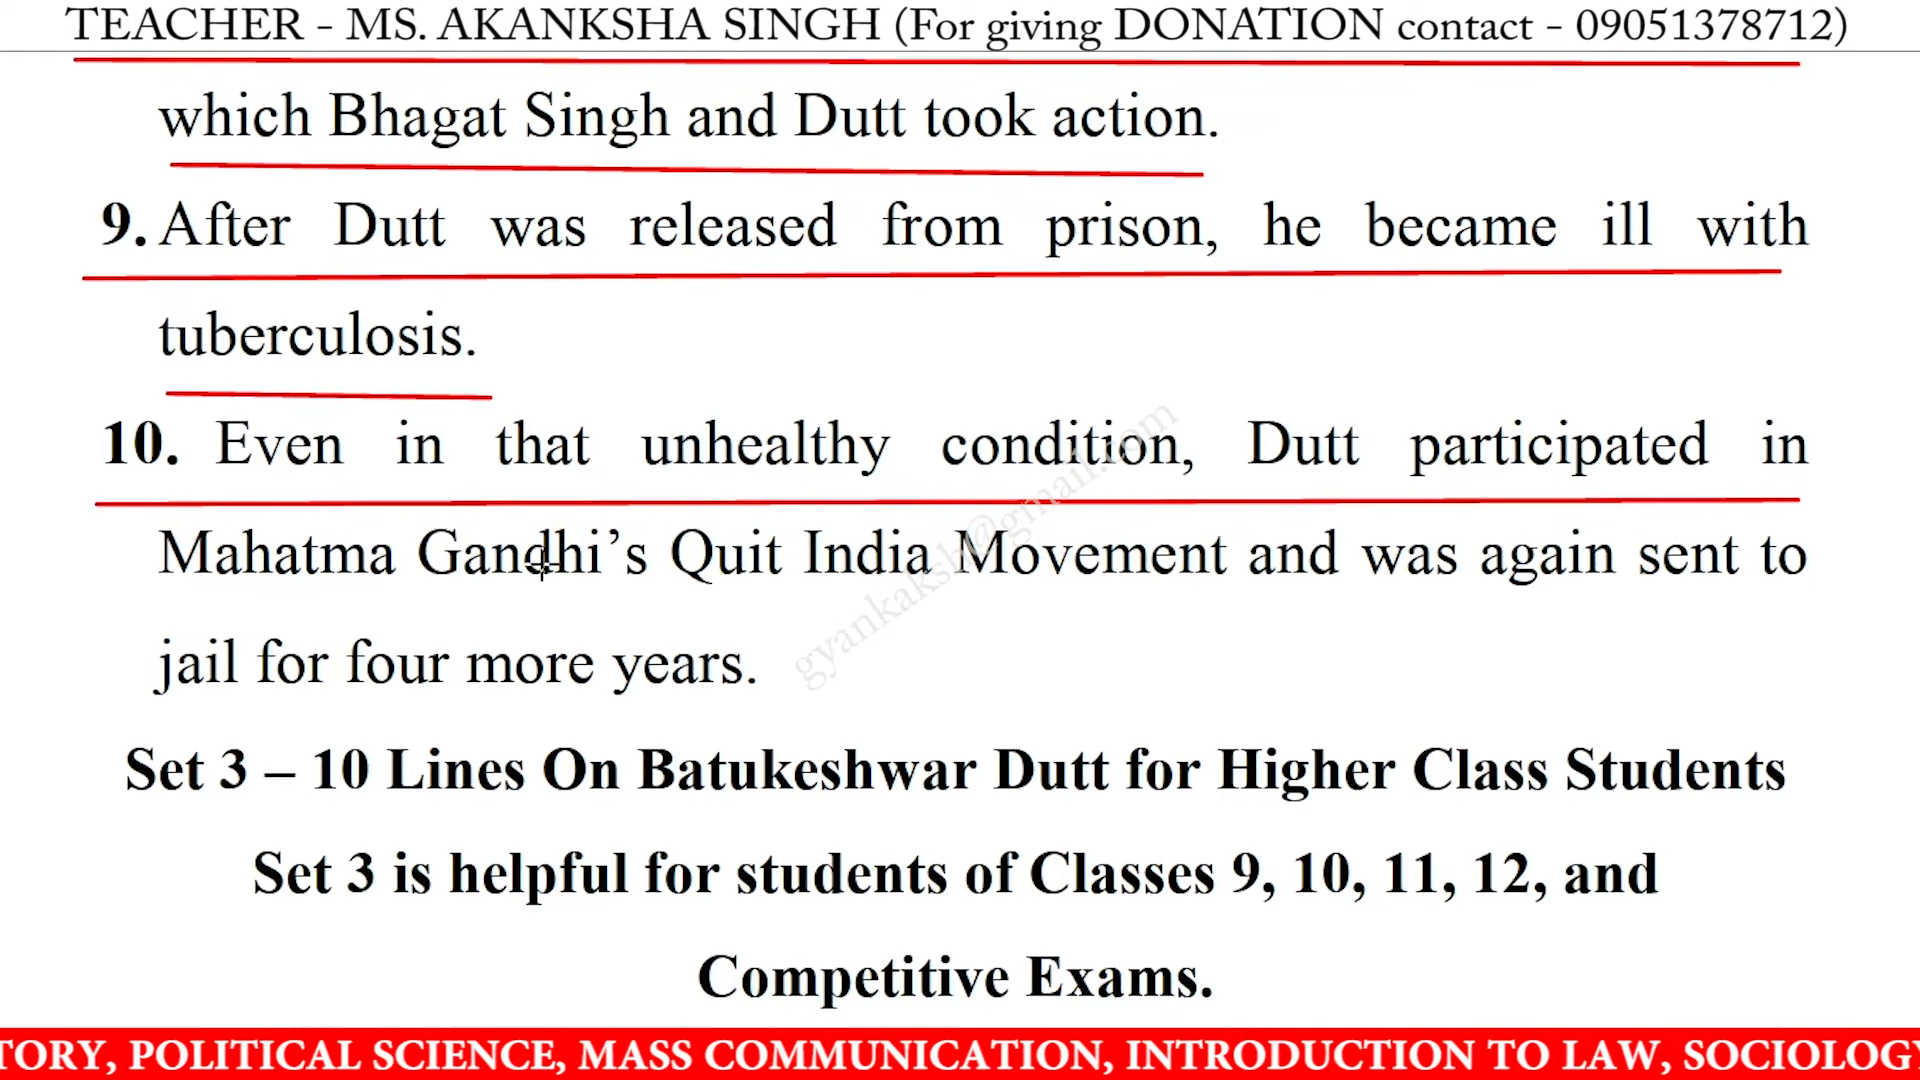 TEACHER - MS. AKANKSHA SINGH (For giving DONATION contact - 09051378712)
which Bhagat Singh and Dutt took action.
9. After Dutt was released from prison, he became ill with
tuberculosis.
10. Even in that unhealthy condition, Dutt participated in
Mahatma Gandhi’s Quit India Movement and was again sent to
jail for four more years.
gyankaksh@gmail.com
Set 3 – 10 Lines On Batukeshwar Dutt for Higher Class Students
Set 3 is helpful for students of Classes 9, 10, 11, 12, and
Competitive Exams.
TORY, POLITICAL SCIENCE, MASS COMMUNICATION, INTRODUCTION TO LAW, SOCIOLOGY